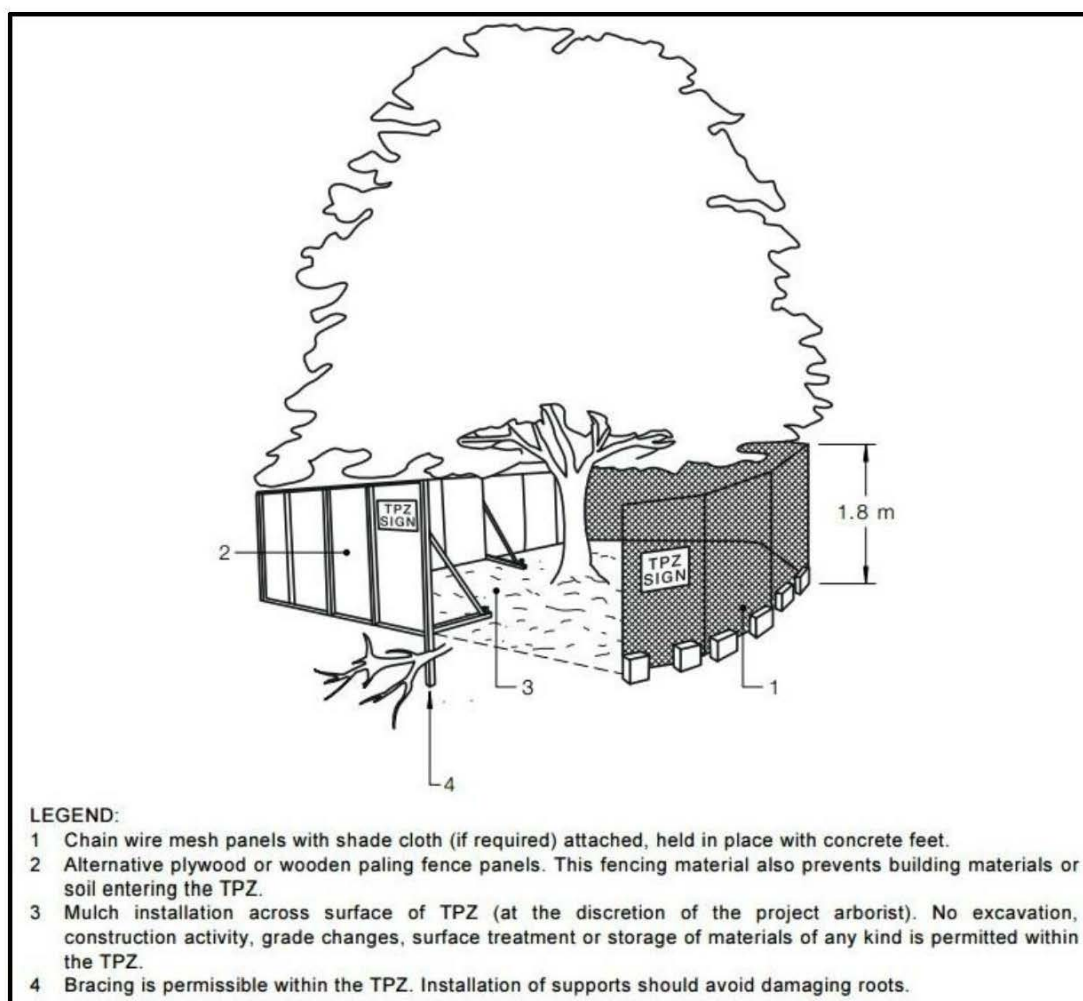 TPZ
SIGN
TPZ
SIGN
1.8 m
2
3
1
4
LEGEND:
1 Chain wire mesh panels with shade cloth (if required) attached, held in place with concrete feet.
2 Alternative plywood or wooden paling fence panels. This fencing material also prevents building materials or
soil entering the TPZ.
3 Mulch installation across surface of TPZ (at the discretion of the project arborist). No excavation,
construction activity, grade changes, surface treatment or storage of materials of any kind is permitted within
the TPZ.
4 Bracing is permissible within the TPZ. Installation of supports should avoid damaging roots.